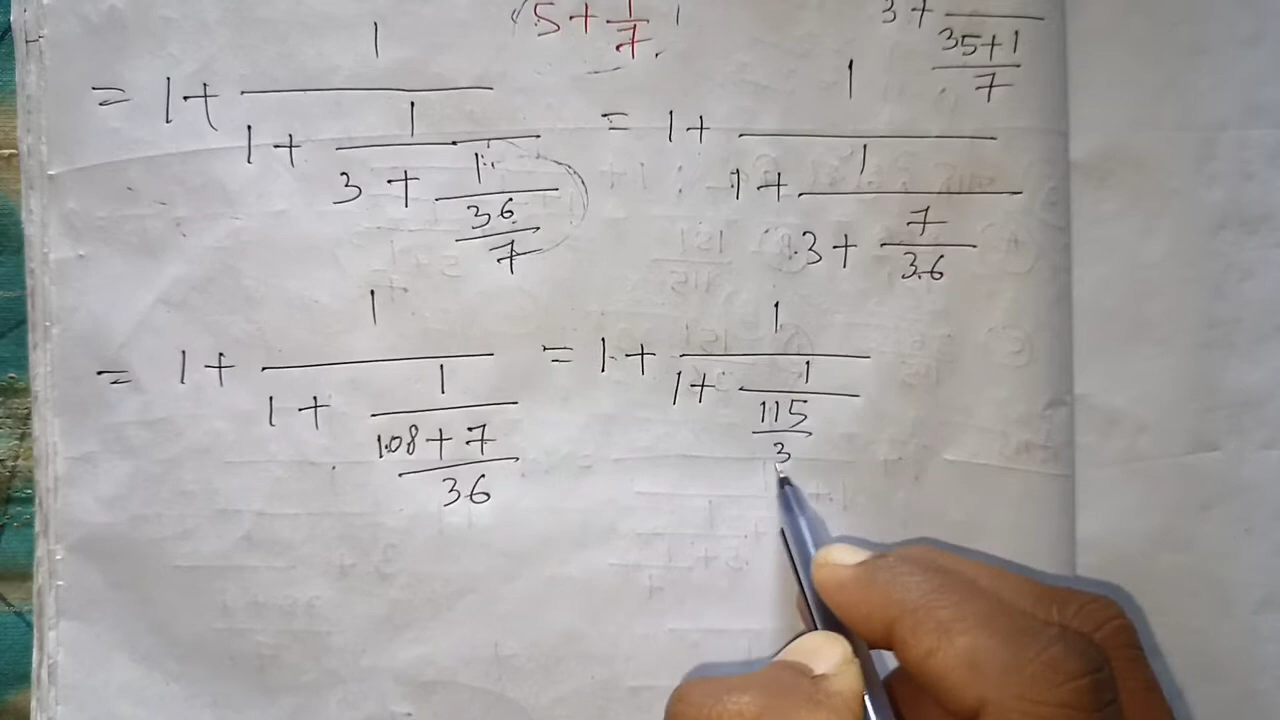 5 + 1/7
3 + 1/((35+1)/7)
= 1 + 1/(1 + 1/(3 + 1/(36/7))) = 1 + 1/(1 + 1/(3 + 7/36))
= 1 + 1/(1 + 1/((108 + 7)/36)) = 1 + 1/(1 + 1/(115/3))